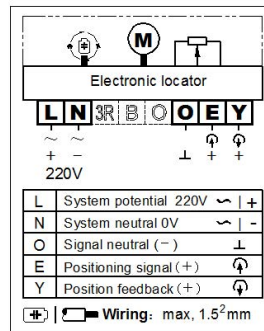 M
Electronic locator
L N 3R B O O E Y
~ ~ ⊥ + +
+ −
220V
L System potential 220V ~ | +
N System neutral 0V ~ | -
O Signal neutral (−) ⊥
E Positioning signal (+)
Y Position feedback (+)
Wiring: max, 1.5²mm